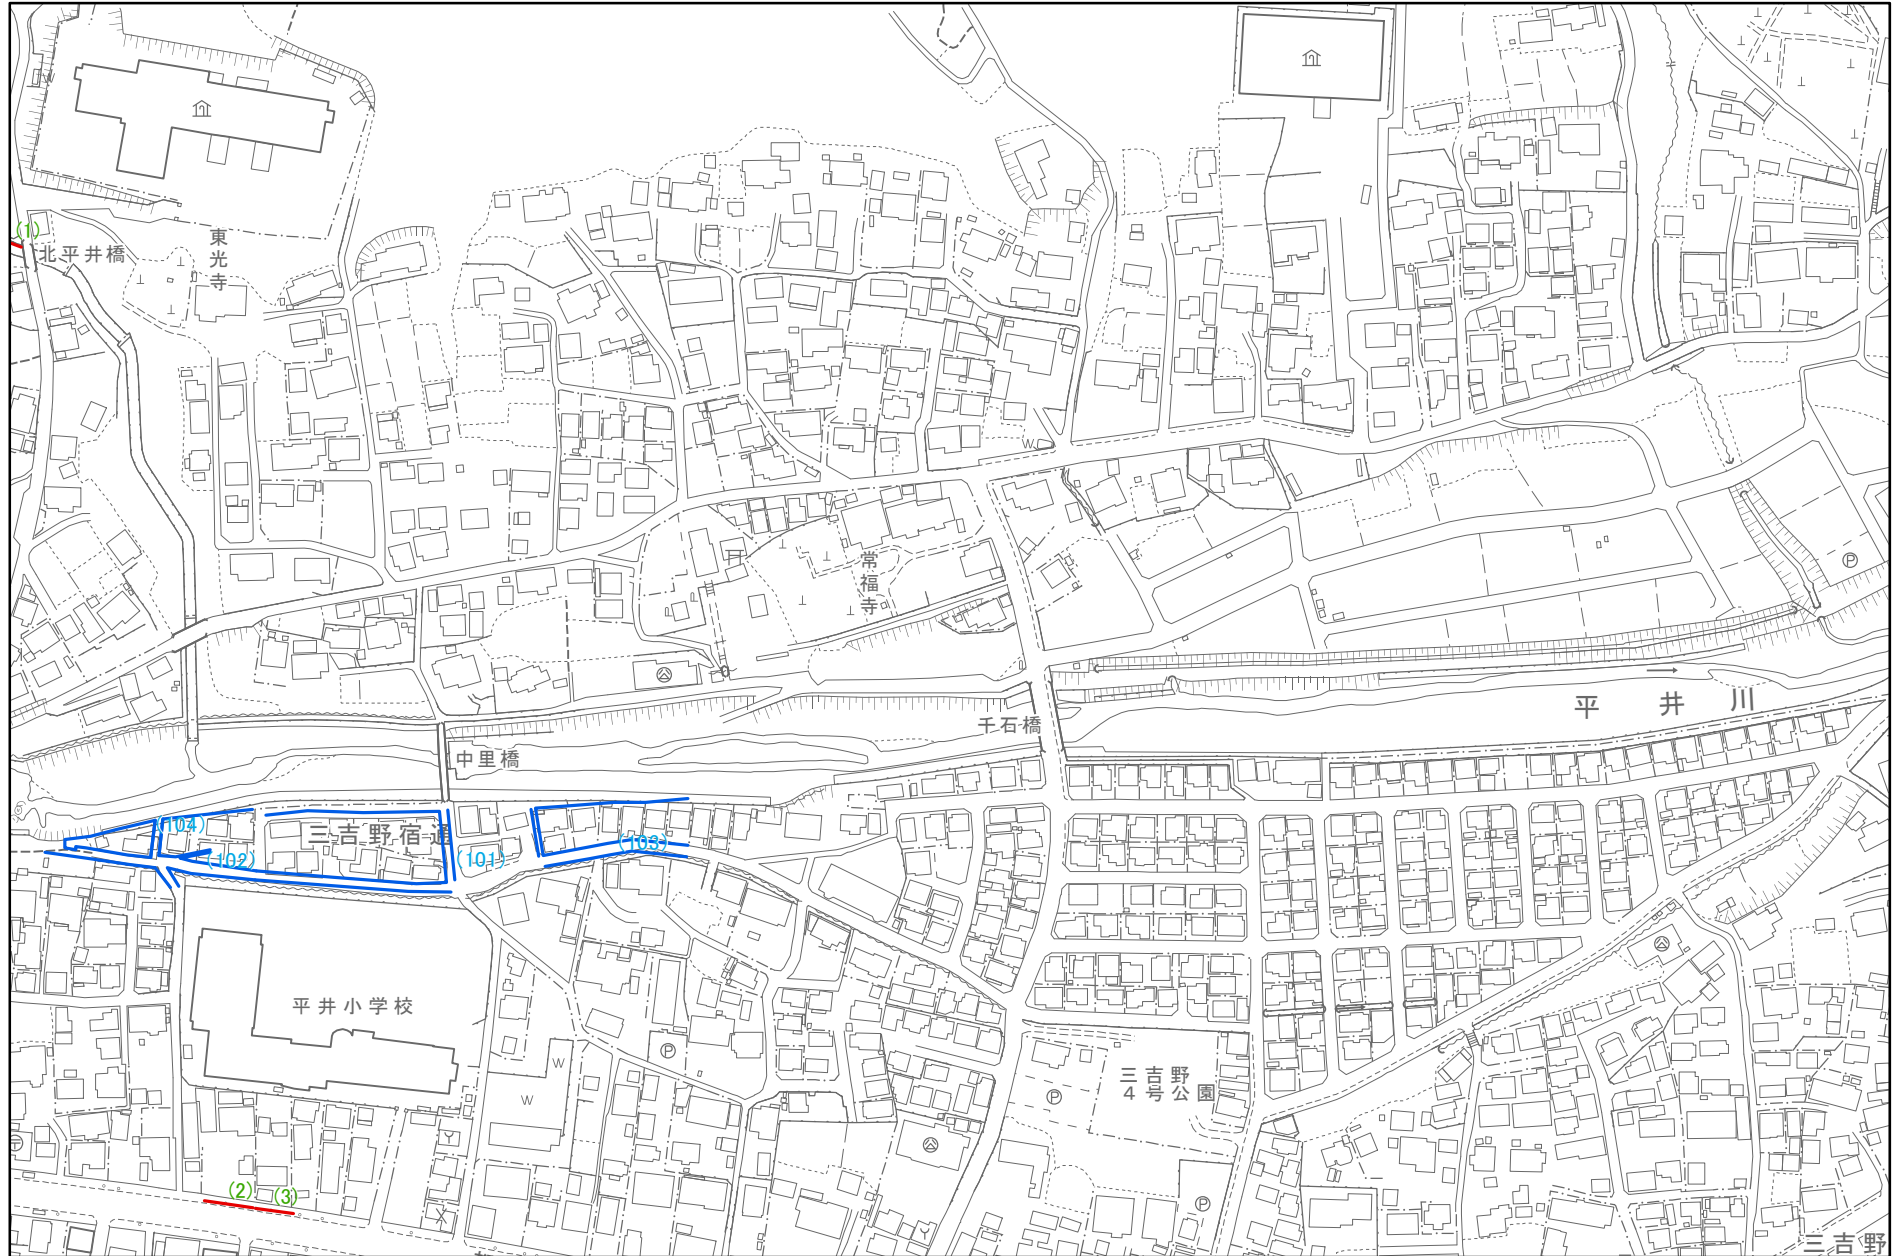 (1)
北平井橋
東光寺
常福寺
平井川
千石橋
中里橋
(104)
三吉野宿通
(102)
(101)
(103)
平井小学校
三吉野
4号公園
(2)
(3)
三吉野